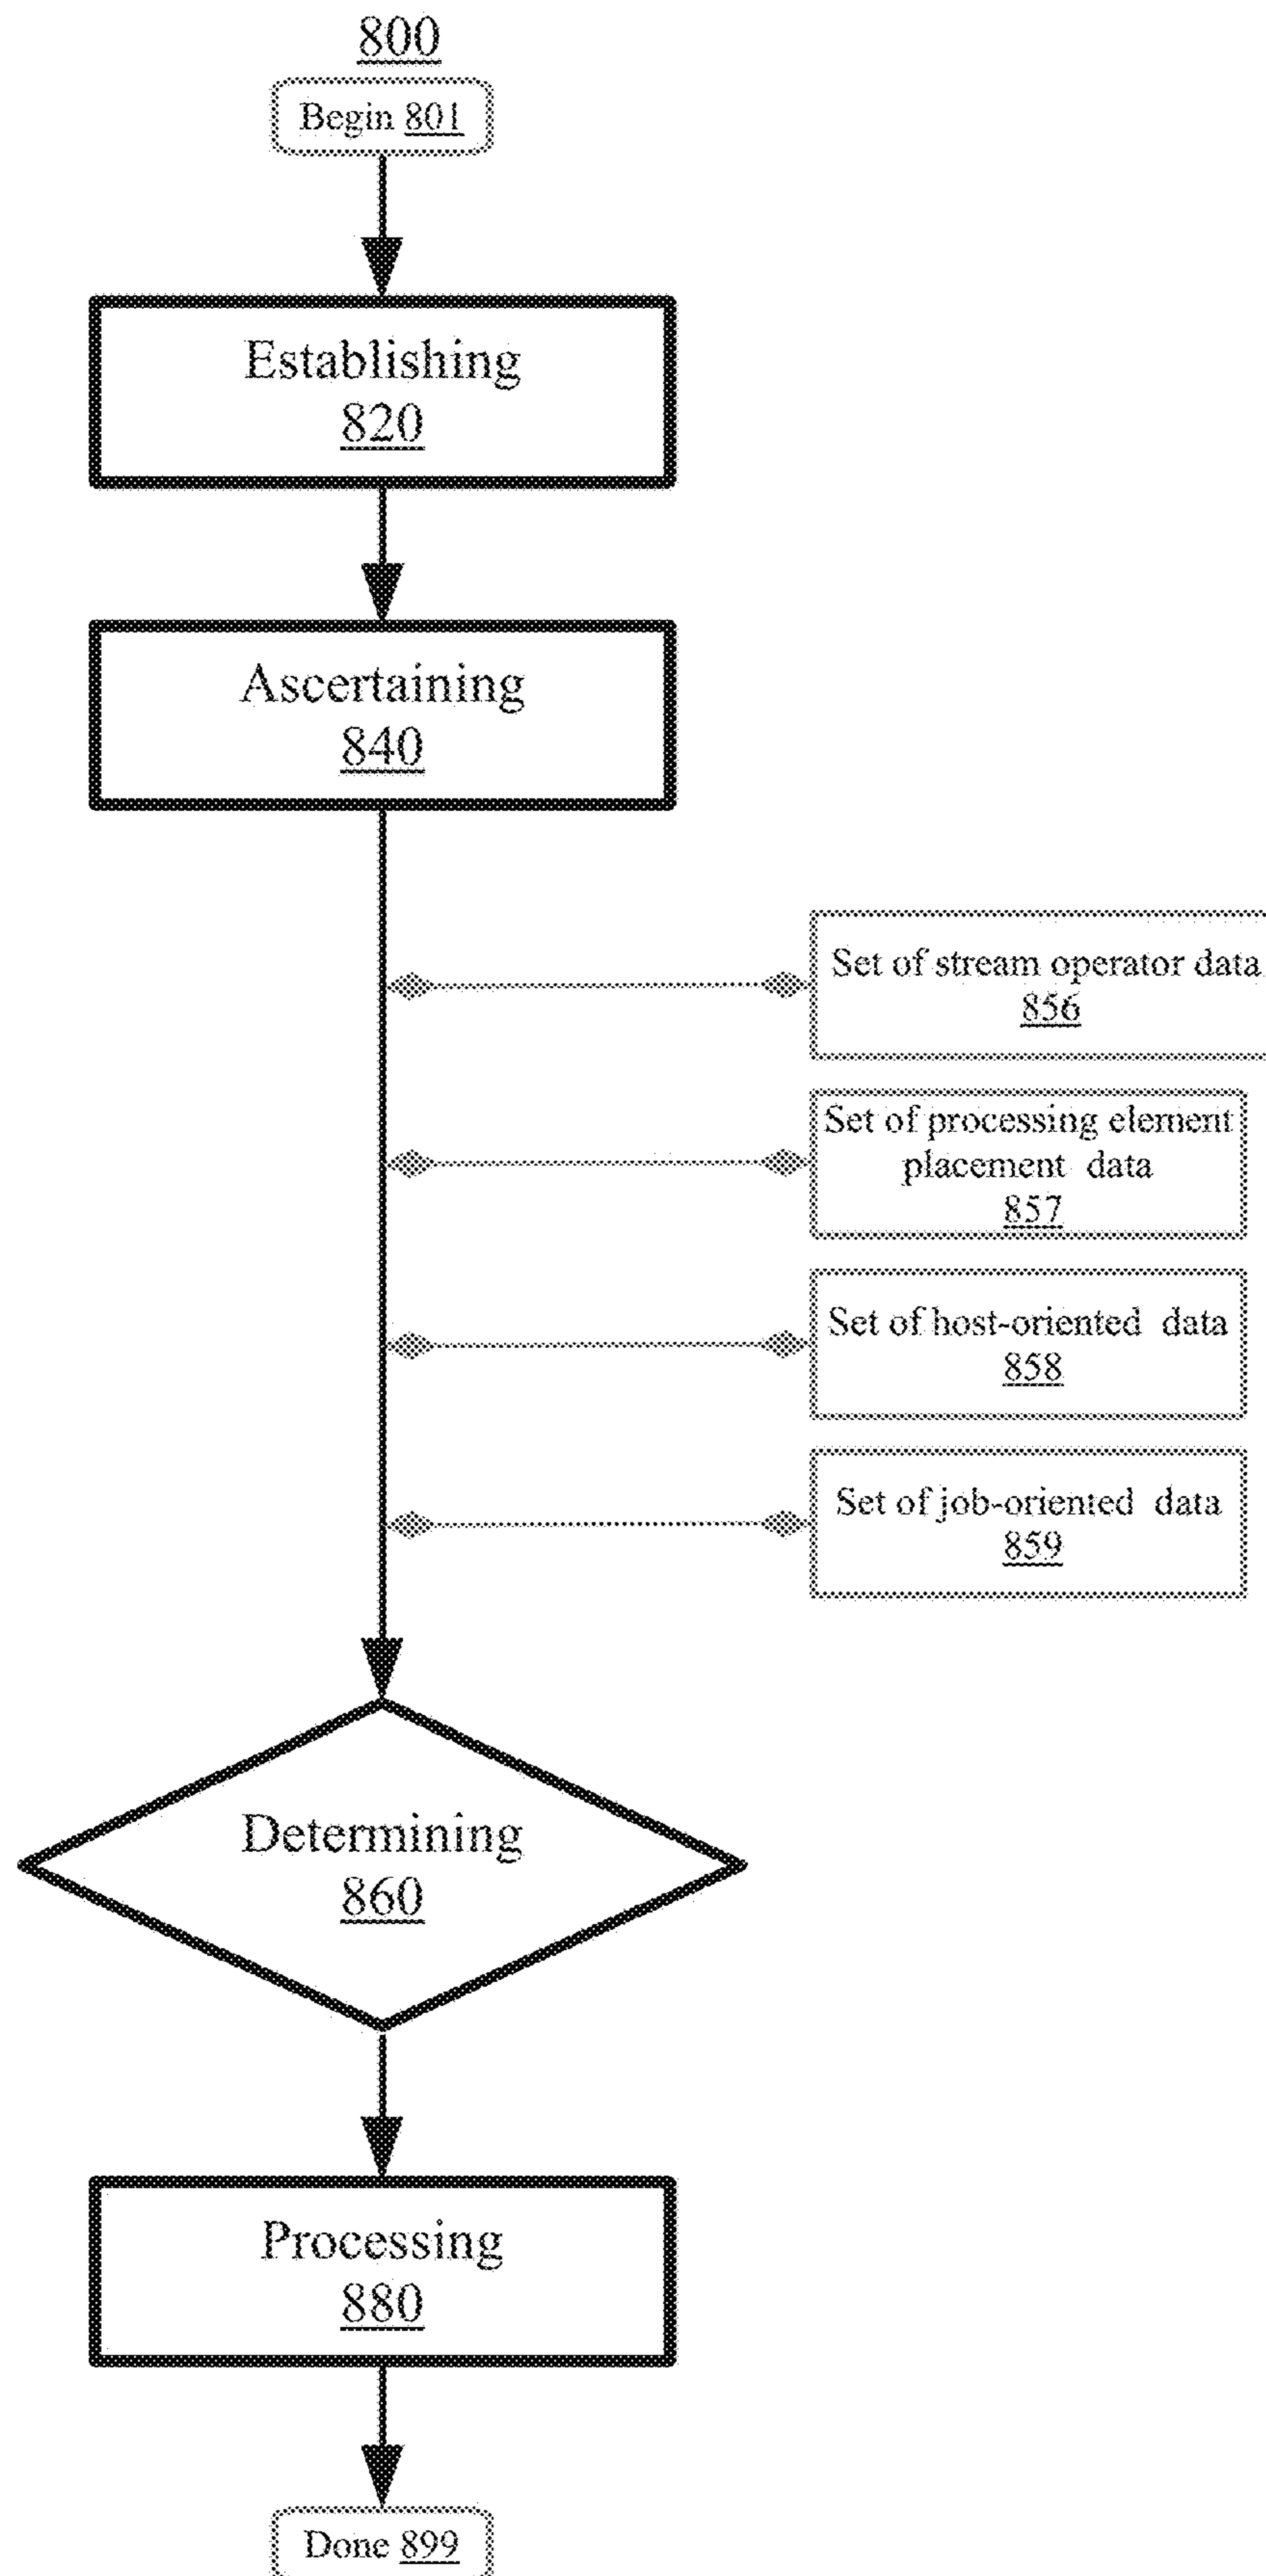 800
Begin 801
Establishing
820
Ascertaining
840
Set of stream operator data
856
Set of processing element
placement data
857
Set of host-oriented data
858
Set of job-oriented data
859
Determining
860
Processing
880
Done 899